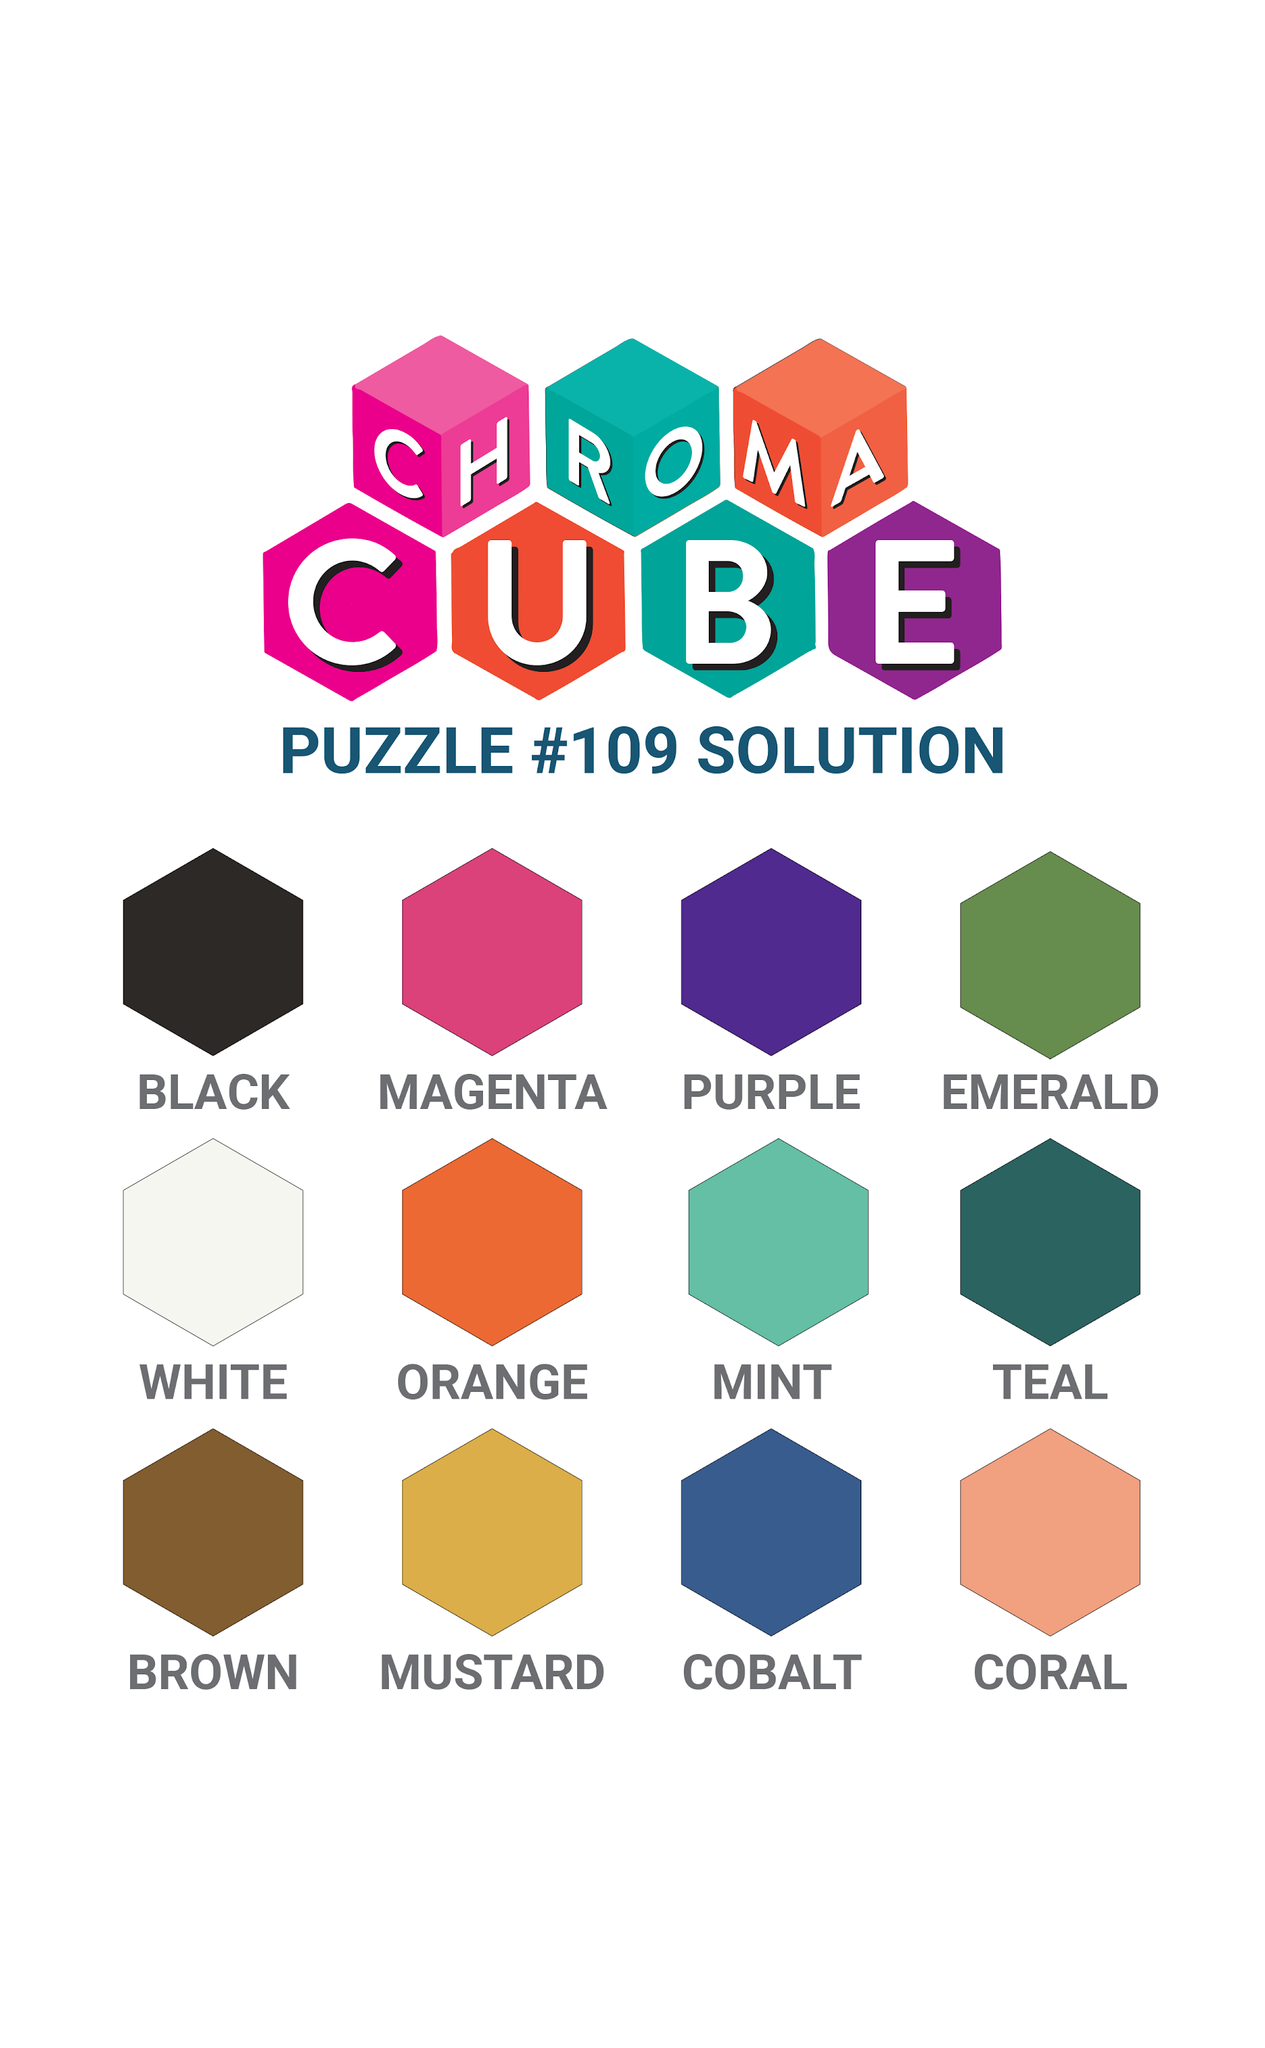 CHROMA
CUBE
PUZZLE #109 SOLUTION
BLACK MAGENTA PURPLE EMERALD
WHITE ORANGE MINT TEAL
BROWN MUSTARD COBALT CORAL